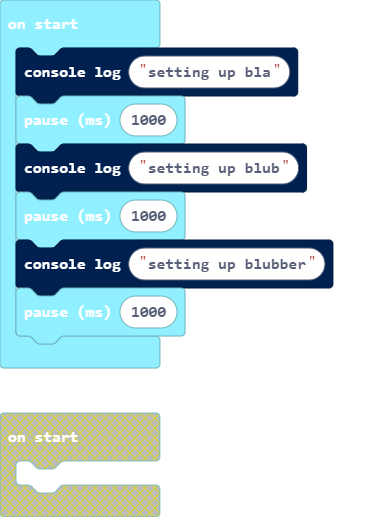 on start
console log "setting up bla"
pause (ms) 1000
console log "setting up blub"
pause (ms) 1000
console log "setting up blubber"
pause (ms) 1000
on start